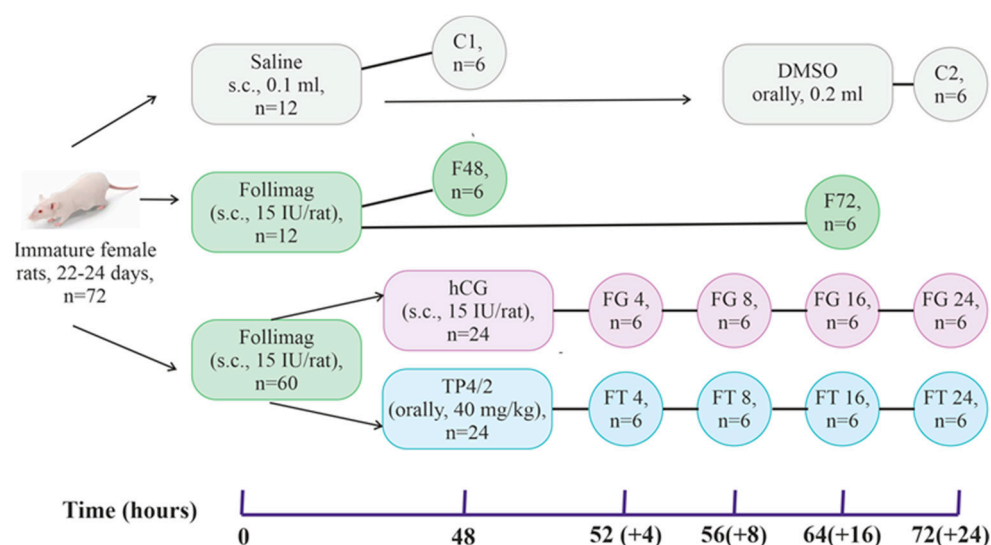 Saline
s.c., 0.1 ml,
n=12
C1,
n=6
DMSO
orally, 0.2 ml
C2,
n=6
Immature female
rats, 22-24 days,
n=72
Follimag
(s.c., 15 IU/rat),
n=12
F48,
n=6
F72,
n=6
Follimag
(s.c., 15 IU/rat),
n=60
hCG
(s.c., 15 IU/rat),
n=24
FG 4,
n=6
FG 8,
n=6
FG 16,
n=6
FG 24,
n=6
TP4/2
(orally, 40 mg/kg),
n=24
FT 4,
n=6
FT 8,
n=6
FT 16,
n=6
FT 24,
n=6
Time (hours)
0
48
52 (+4)
56(+8)
64(+16)
72(+24)